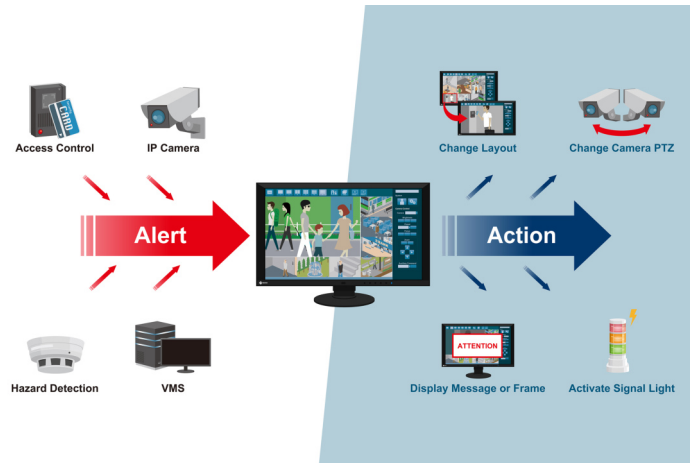 Access Control
IP Camera
Change Layout
Change Camera PTZ
CARD
Alert
Action
ATTENTION
Hazard Detection
VMS
Display Message or Frame
Activate Signal Light